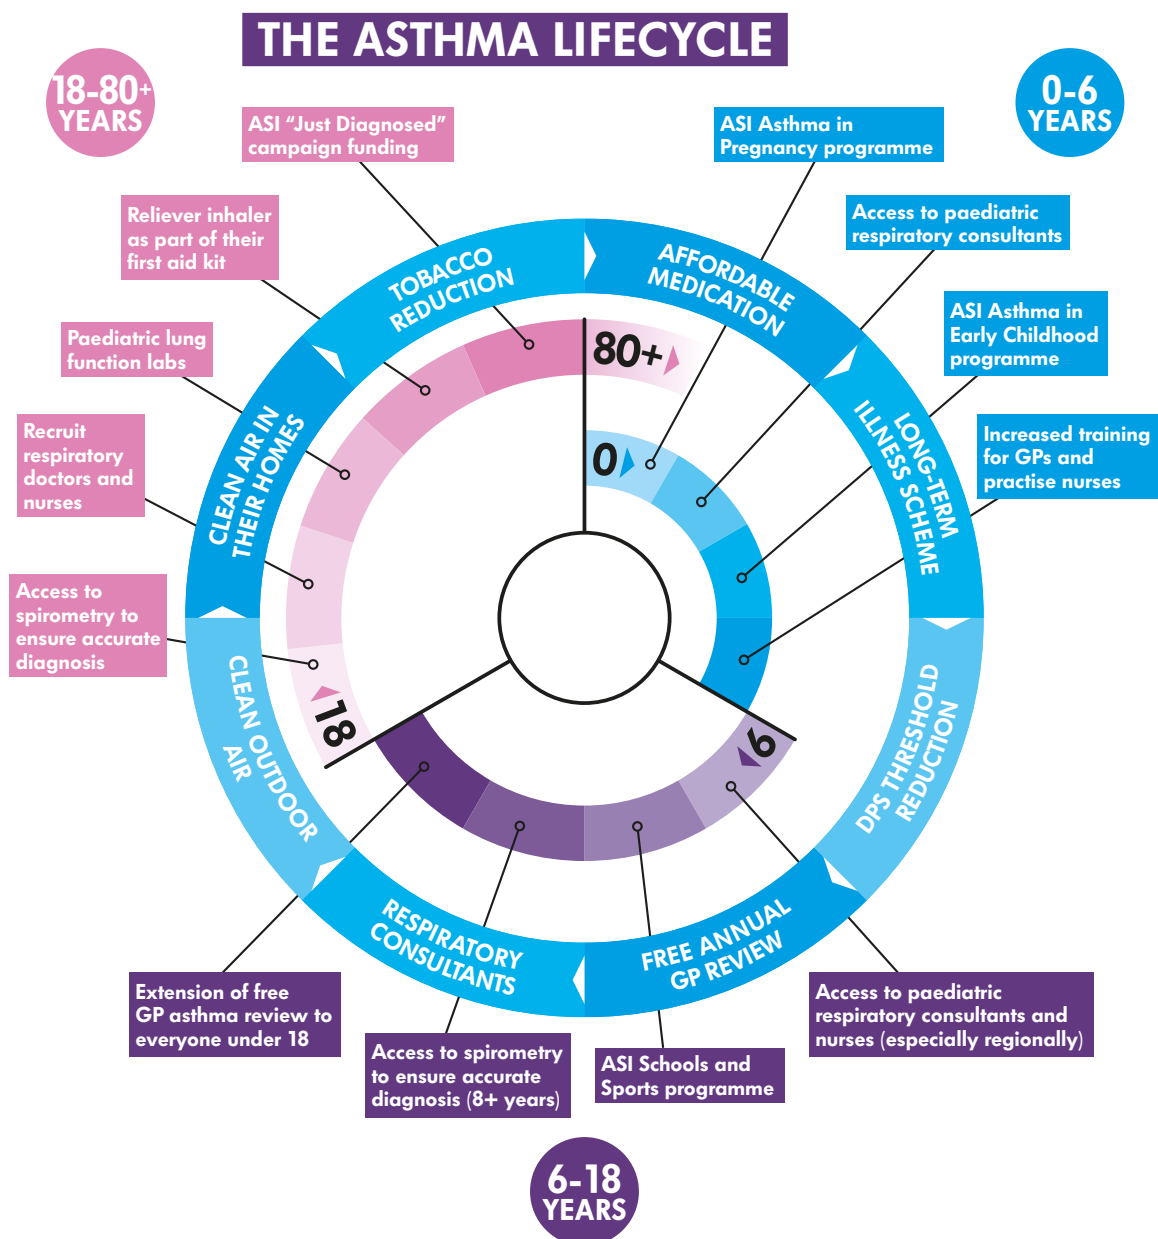 THE ASTHMA LIFECYCLE
18-80+
YEARS
0-6
YEARS
ASI “Just Diagnosed”
campaign funding
ASI Asthma in
Pregnancy programme
Reliever inhaler
as part of their
first aid kit
Access to paediatric
respiratory consultants
Paediatric lung
function labs
ASI Asthma in
Early Childhood
programme
Recruit
respiratory
doctors and
nurses
Increased training
for GPs and
practise nurses
Access to
spirometry to
ensure accurate
diagnosis
TOBACCO
REDUCTION
AFFORDABLE
MEDICATION
LONG-TERM
ILLNESS SCHEME
DPS THRESHOLD
REDUCTION
FREE ANNUAL
GP REVIEW
RESPIRATORY
CONSULTANTS
CLEAN OUTDOOR
AIR
CLEAN AIR IN
THEIR HOMES
80+
0
6
18
Extension of free
GP asthma review to
everyone under 18
Access to spirometry
to ensure accurate
diagnosis (8+ years)
ASI Schools and
Sports programme
Access to paediatric
respiratory consultants and
nurses (especially regionally)
6-18
YEARS